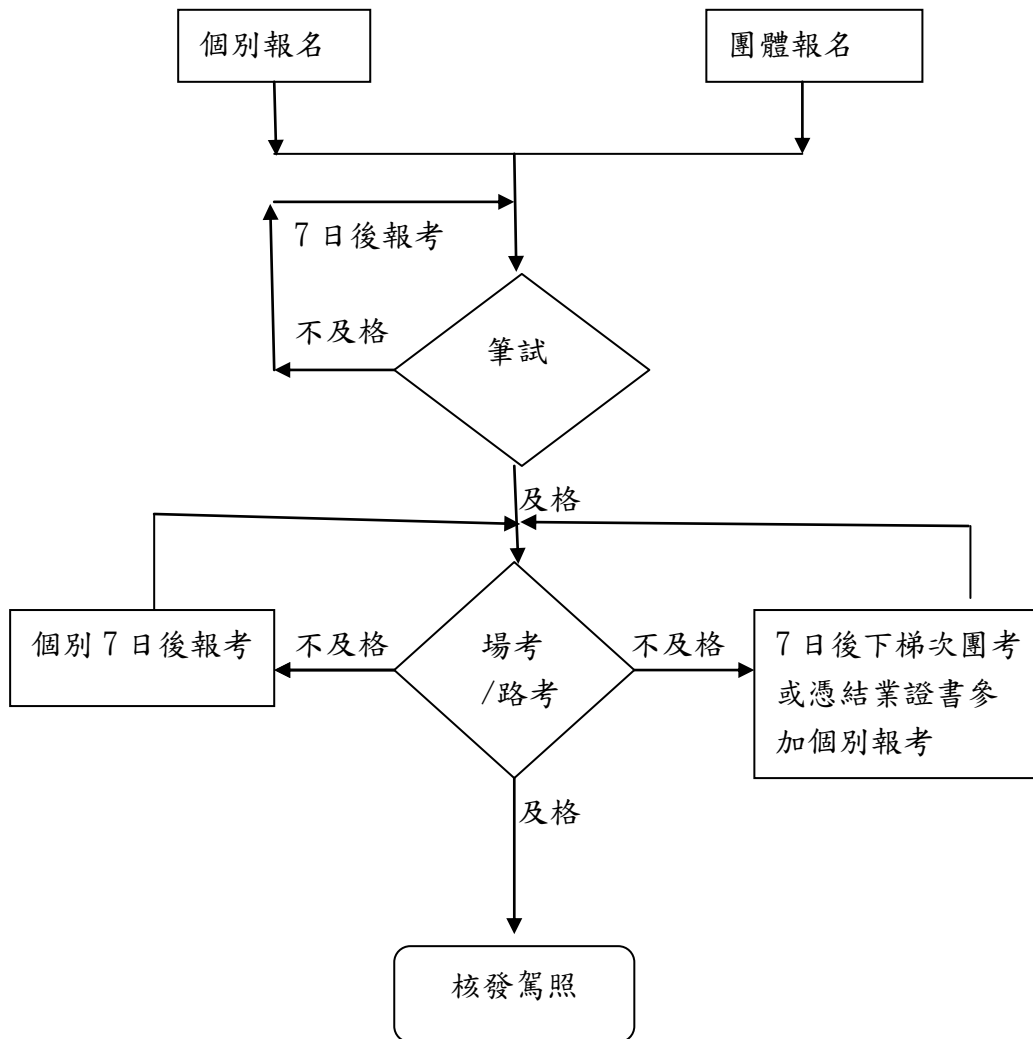 個別報名
團體報名
7日後報考
不及格
筆試
及格
個別7日後報考
不及格
場考
/路考
不及格
7日後下梯次團考
或憑結業證書參
加個別報考
及格
核發駕照